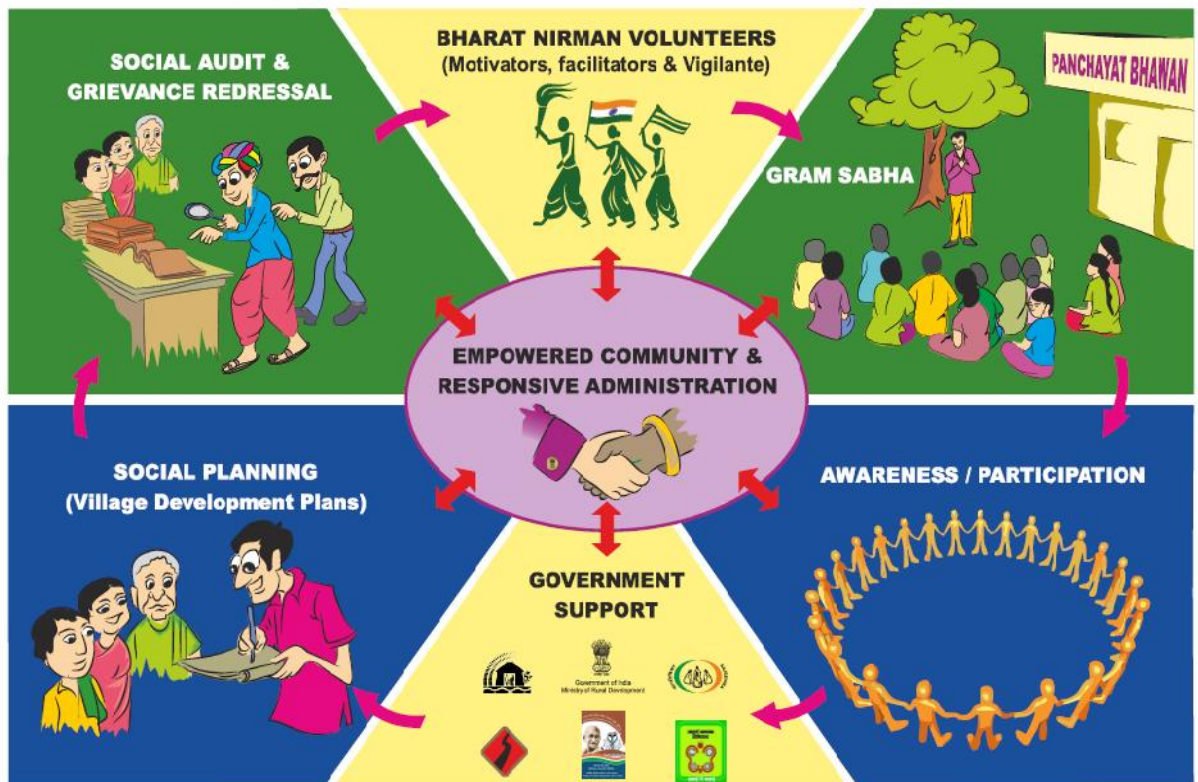 SOCIAL AUDIT &
GRIEVANCE REDRESSAL
BHARAT NIRMAN VOLUNTEERS
(Motivators, facilitators & Vigilante)
PANCHAYAT BHAWAN
GRAM SABHA
EMPOWERED COMMUNITY &
RESPONSIVE ADMINISTRATION
SOCIAL PLANNING
(Village Development Plans)
AWARENESS / PARTICIPATION
GOVERNMENT
SUPPORT
Government of India
Ministry of Rural Development